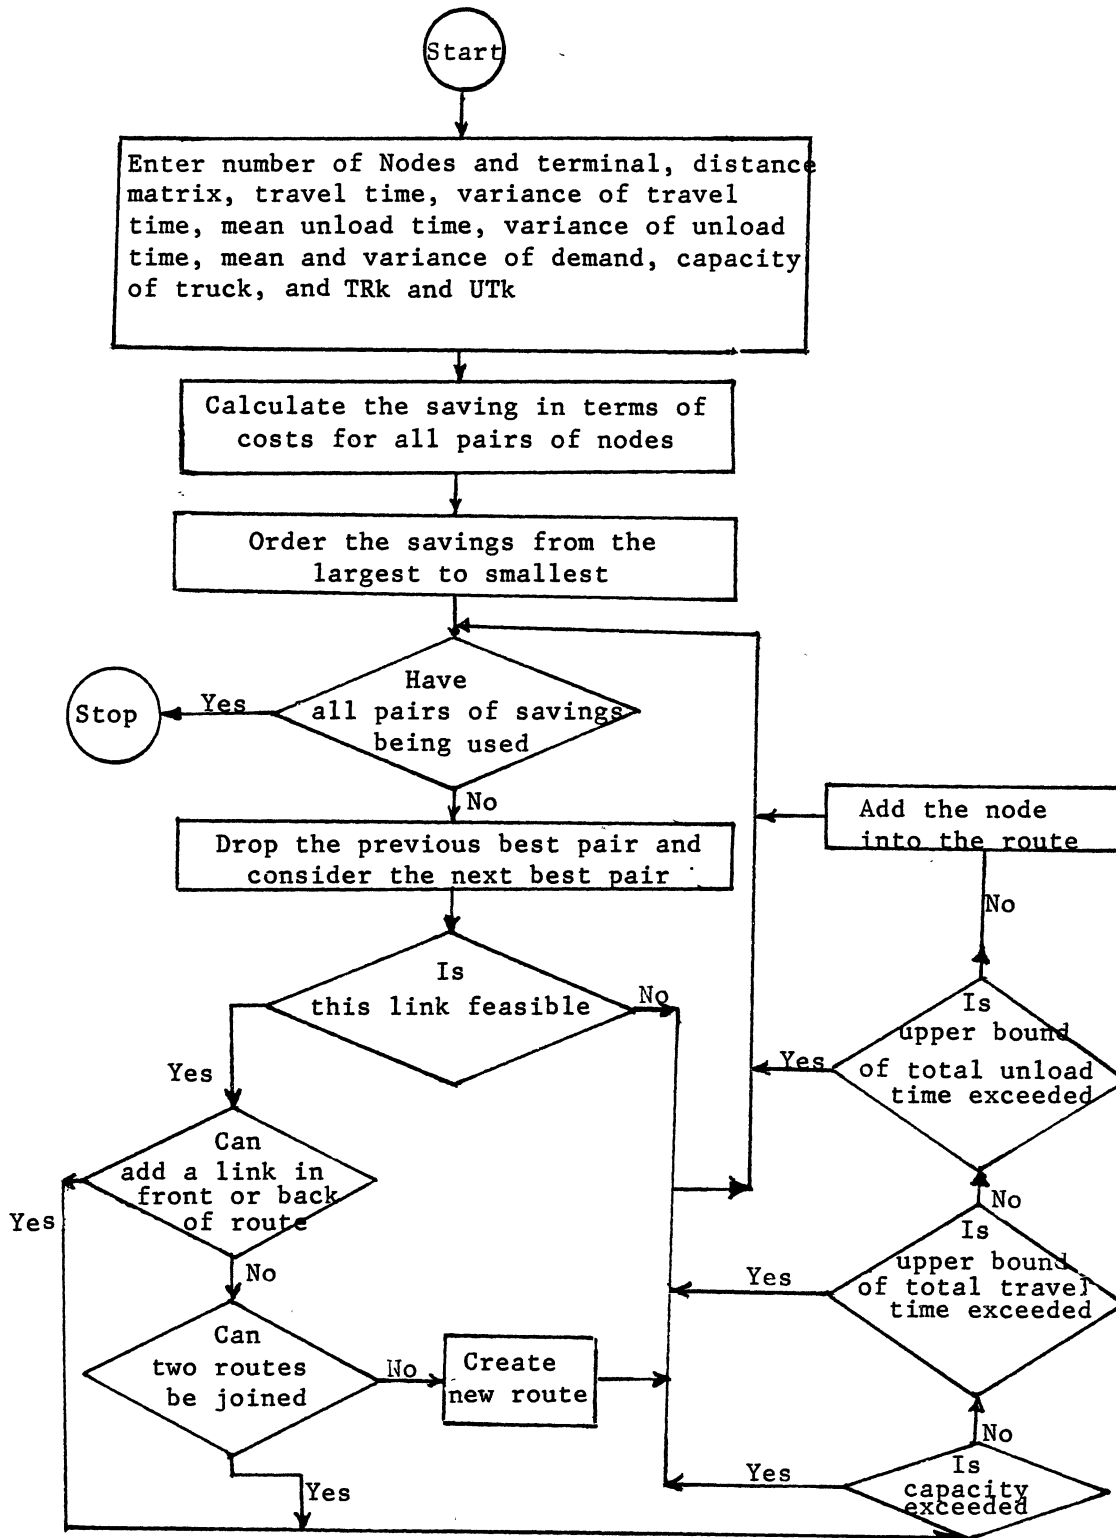 Start
Enter number of Nodes and terminal, distance
matrix, travel time, variance of travel
time, mean unload time, variance of unload
time, mean and variance of demand, capacity
of truck, and TRk and UTk
Calculate the saving in terms of
costs for all pairs of nodes
Order the savings from the
largest to smallest
Have
all pairs of savings
being used
Yes
Stop
No
Drop the previous best pair and
consider the next best pair
Add the node
into the route
No
Is
this link feasible
No
Yes
Is
upper bound
of total unload
time exceeded
Yes
Can
add a link in
front or back
of route
Yes
No
No
Is
upper bound
of total travel
time exceeded
Yes
Can
two routes
be joined
No
Create
new route
Yes
No
Is
capacity
exceeded
Yes